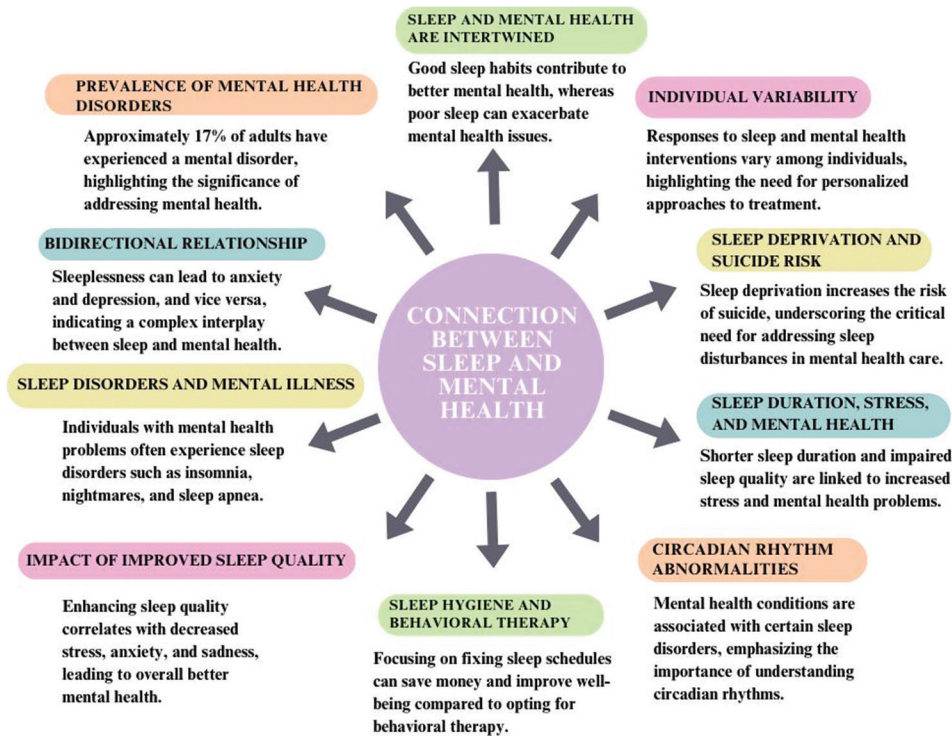 SLEEP AND MENTAL HEALTH
ARE INTERTWINED
Good sleep habits contribute to
better mental health, whereas
poor sleep can exacerbate
mental health issues.
PREVALENCE OF MENTAL HEALTH
DISORDERS
Approximately 17% of adults have
experienced a mental disorder,
highlighting the significance of
addressing mental health.
INDIVIDUAL VARIABILITY
Responses to sleep and mental health
interventions vary among individuals,
highlighting the need for personalized
approaches to treatment.
BIDIRECTIONAL RELATIONSHIP
Sleeplessness can lead to anxiety
and depression, and vice versa,
indicating a complex interplay
between sleep and mental health.
SLEEP DEPRIVATION AND
SUICIDE RISK
Sleep deprivation increases the risk
of suicide, underscoring the critical
need for addressing sleep
disturbances in mental health care.
CONNECTION
BETWEEN
SLEEP AND
MENTAL
HEALTH
SLEEP DISORDERS AND MENTAL ILLNESS
Individuals with mental health
problems often experience sleep
disorders such as insomnia,
nightmares, and sleep apnea.
SLEEP DURATION, STRESS,
AND MENTAL HEALTH
Shorter sleep duration and impaired
sleep quality are linked to increased
stress and mental health problems.
IMPACT OF IMPROVED SLEEP QUALITY
Enhancing sleep quality
correlates with decreased
stress, anxiety, and sadness,
leading to overall better
mental health.
SLEEP HYGIENE AND
BEHAVIORAL THERAPY
Focusing on fixing sleep schedules
can save money and improve well-
being compared to opting for
behavioral therapy.
CIRCADIAN RHYTHM
ABNORMALITIES
Mental health conditions are
associated with certain sleep
disorders, emphasizing the
importance of understanding
circadian rhythms.